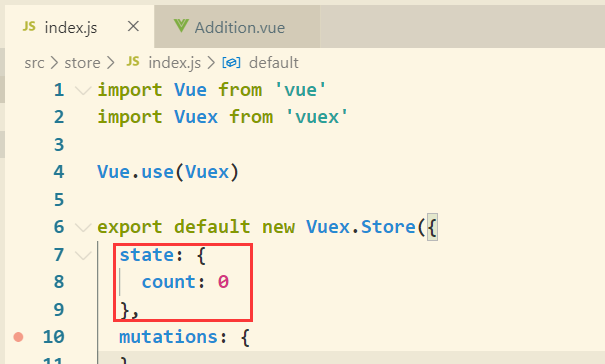 JS index.js × Addition.vue
src > store > JS index.js > default
1 import Vue from 'vue'
2 import Vuex from 'vuex'
3
4 Vue.use(Vuex)
5
6 export default new Vuex.Store({
7 state: {
8 count: 0
9 },
10 mutations: {
11 }